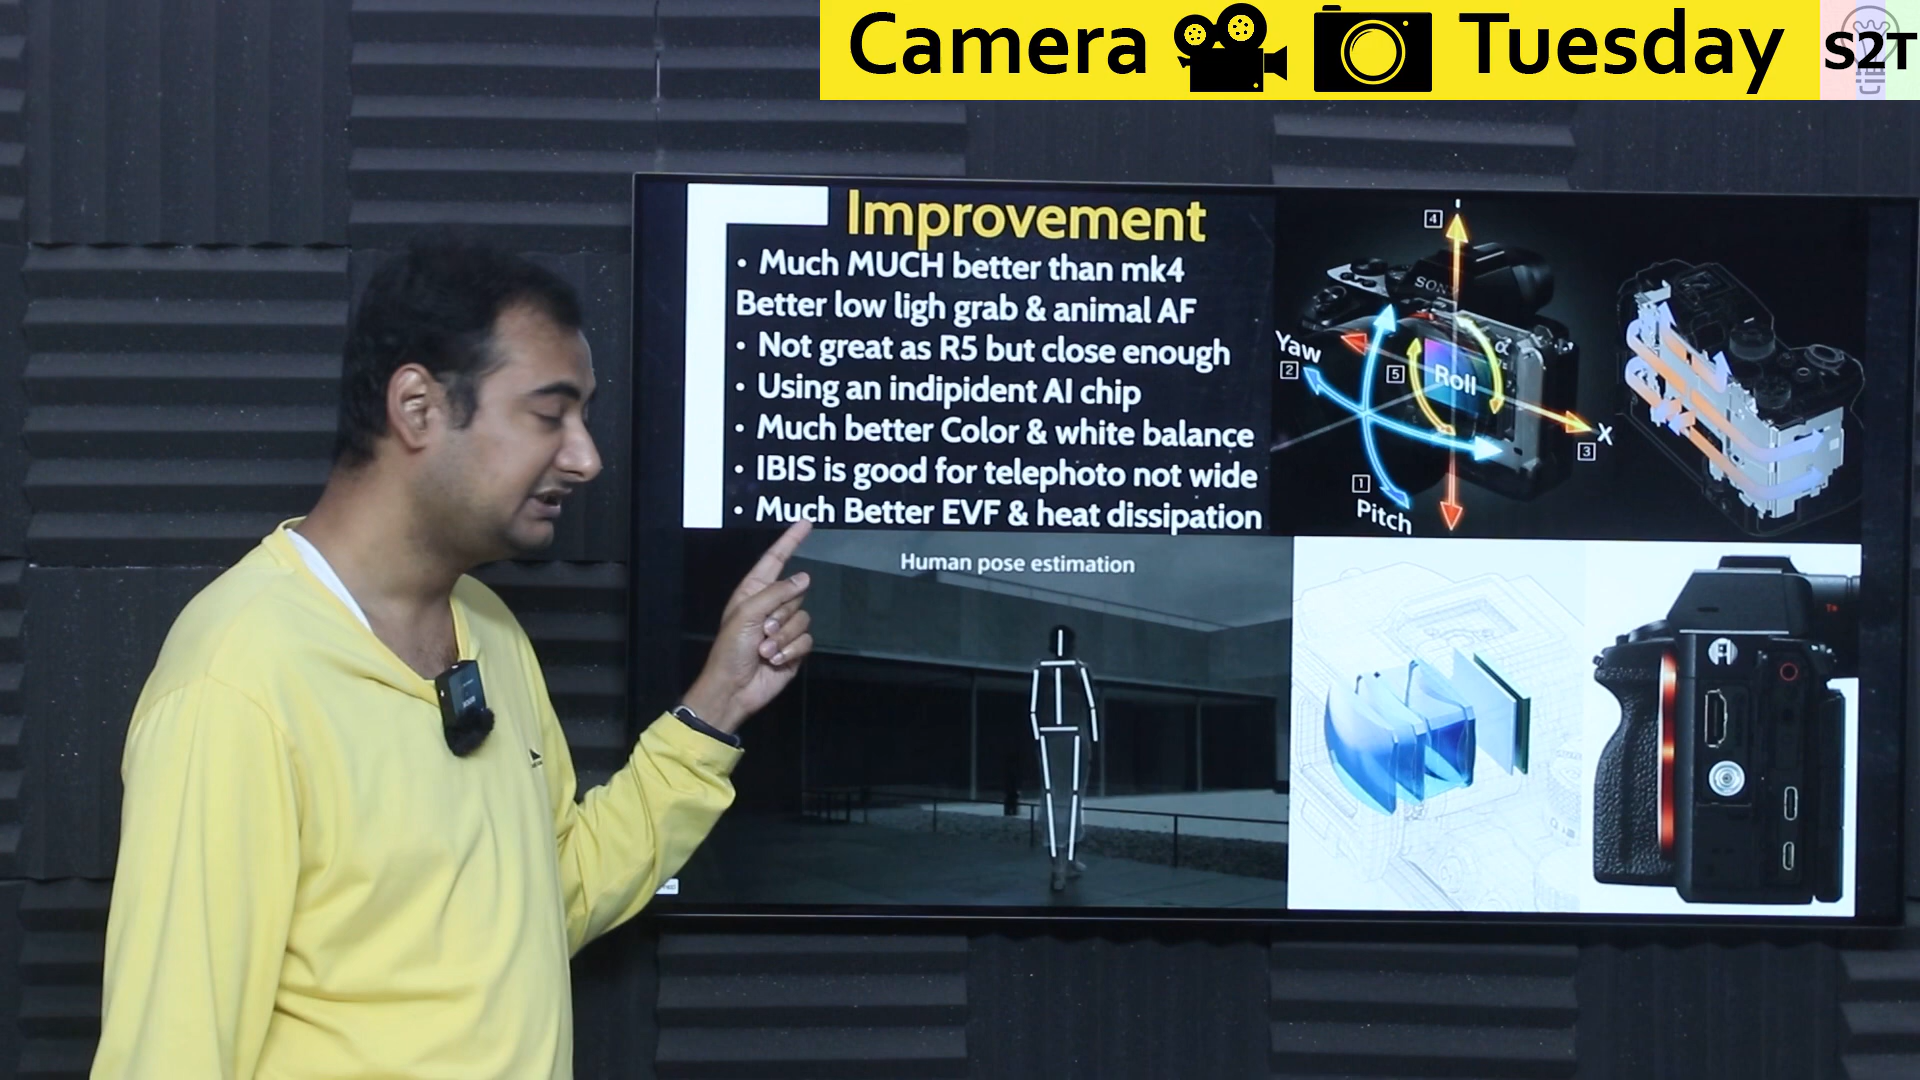 Camera Tuesday
S2T
Improvement
• Much MUCH better than mk4
Better low ligh grab & animal AF
• Not great as R5 but close enough
• Using an indipident AI chip
• Much better Color & white balance
• IBIS is good for telephoto not wide
• Much Better EVF & heat dissipation
4
SONY
Yaw
2
5
Roll
α
X
3
1
Pitch
Human pose estimation